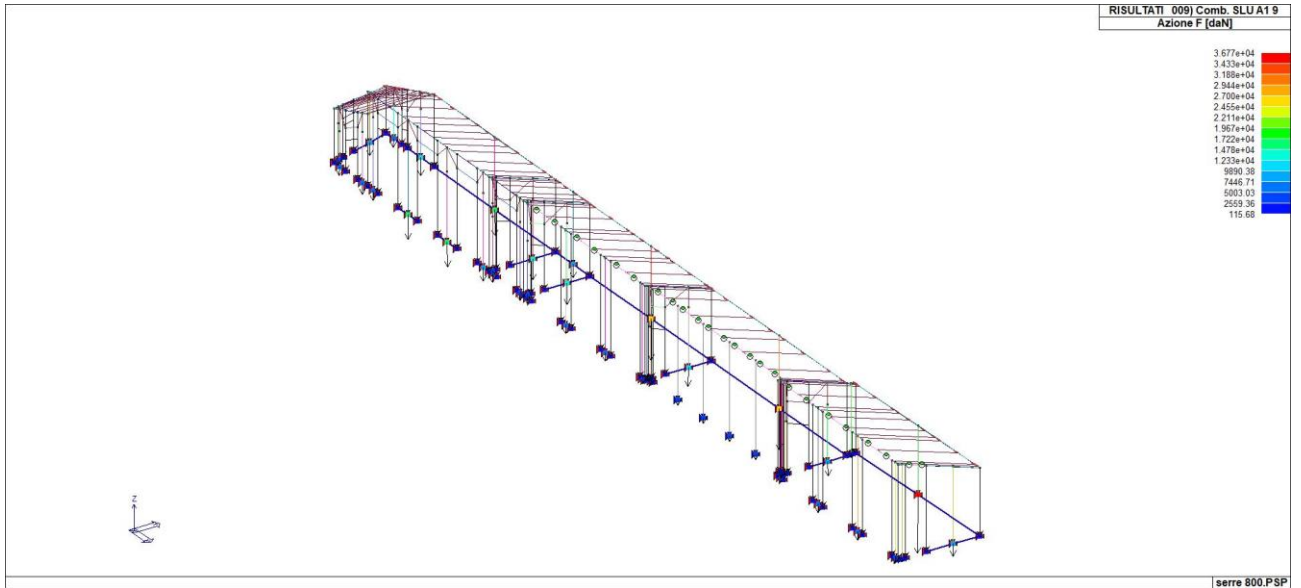 RISULTATI 009) Comb. SLU A1 9
Azione F [daN]
3.677e+04
3.433e+04
3.188e+04
2.944e+04
2.700e+04
2.455e+04
2.211e+04
1.967e+04
1.722e+04
1.478e+04
1.233e+04
9890.38
7446.71
5003.03
2559.36
115.68
Z
serre 800.PSP